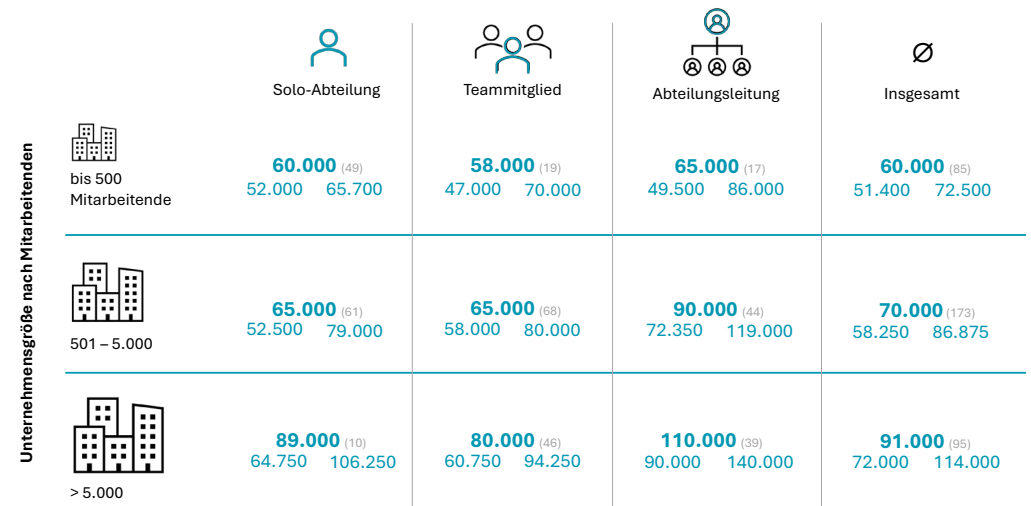 Solo-Abteilung
Teammitglied
Abteilungsleitung
Ø
Insgesamt
Unternehmensgröße nach Mitarbeitenden
bis 500
Mitarbeitende
60.000 (49)
52.000 65.700
58.000 (19)
47.000 70.000
65.000 (17)
49.500 86.000
60.000 (85)
51.400 72.500
501 – 5.000
65.000 (61)
52.500 79.000
65.000 (68)
58.000 80.000
90.000 (44)
72.350 119.000
70.000 (173)
58.250 86.875
> 5.000
89.000 (10)
64.750 106.250
80.000 (46)
60.750 94.250
110.000 (39)
90.000 140.000
91.000 (95)
72.000 114.000